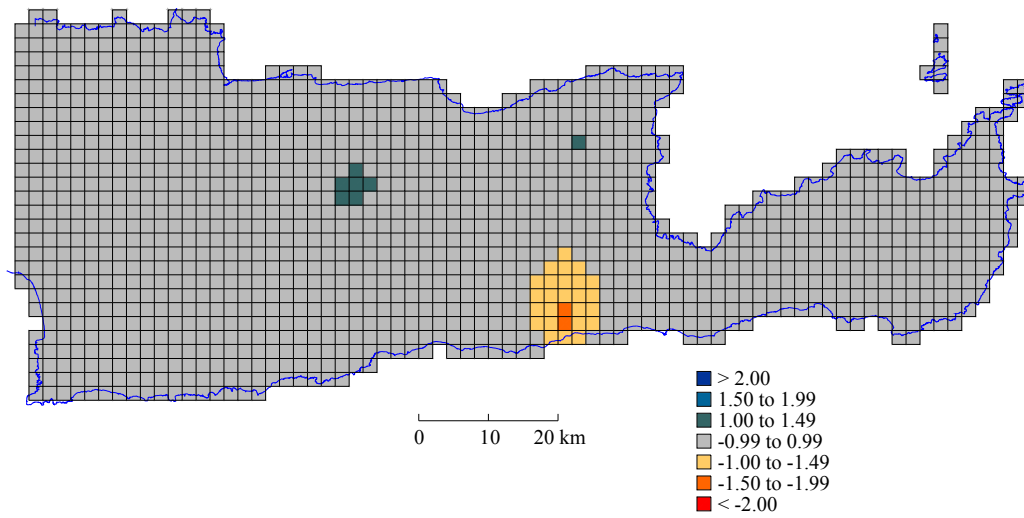 > 2.00
1.50 to 1.99
1.00 to 1.49
-0.99 to 0.99
-1.00 to -1.49
-1.50 to -1.99
< -2.00
0 10 20 km